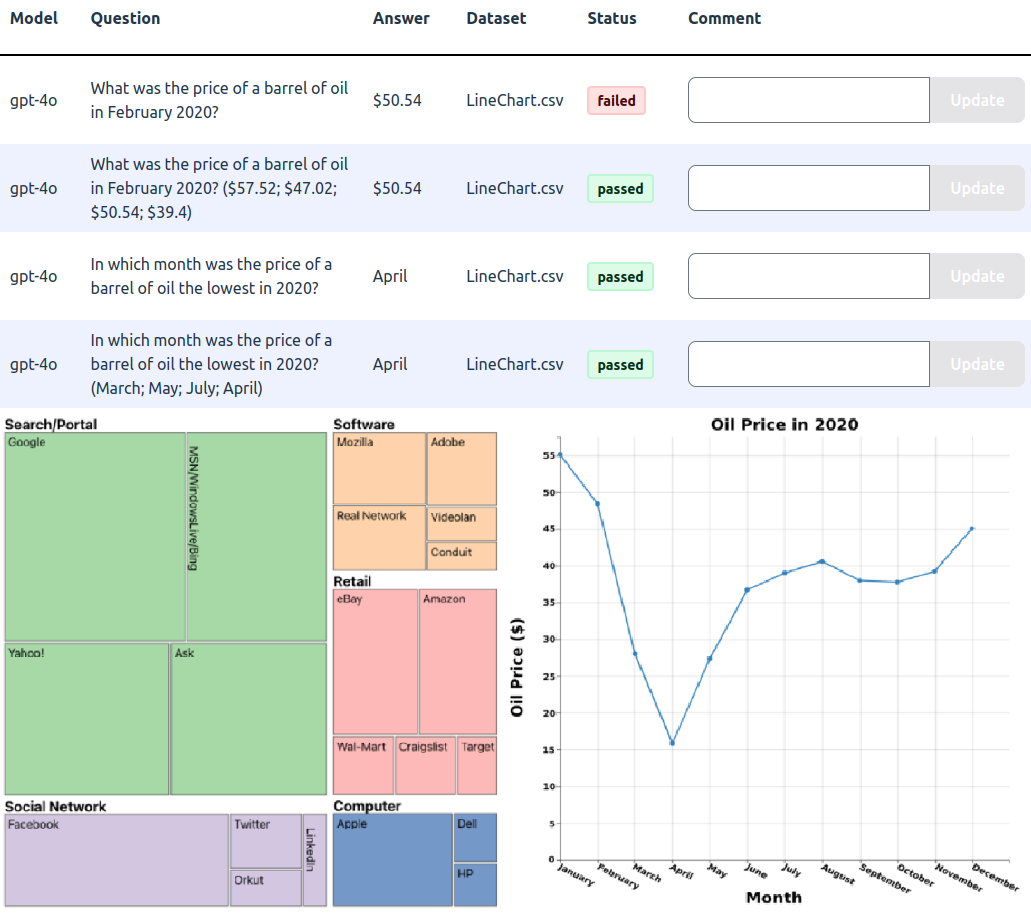 Model Question Answer Dataset Status Comment
gpt-4o
What was the price of a barrel of oil
in February 2020?
$50.54
LineChart.csv
failed
Update
gpt-4o
What was the price of a barrel of oil
in February 2020? ($57.52; $47.02;
$50.54; $39.4)
$50.54
LineChart.csv
passed
Update
gpt-4o
In which month was the price of a
barrel of oil the lowest in 2020?
April
LineChart.csv
passed
Update
gpt-4o
In which month was the price of a
barrel of oil the lowest in 2020?
(March; May; July; April)
April
LineChart.csv
passed
Update
Search/Portal
Google
MSN/WindowsLive/Bing
Yahoo!
Ask
Social Network
Facebook
Twitter
Orkut
LinkedIn
Software
Mozilla
Adobe
Real Network
Videolan
Conduit
Retail
eBay
Amazon
Wal-Mart
Craigslist
Target
Computer
Apple
Dell
HP
Oil Price in 2020
Oil Price ($)
55
50
45
40
35
30
25
20
15
10
5
0
January
February
March
April
May
June
July
August
September
October
November
December
Month